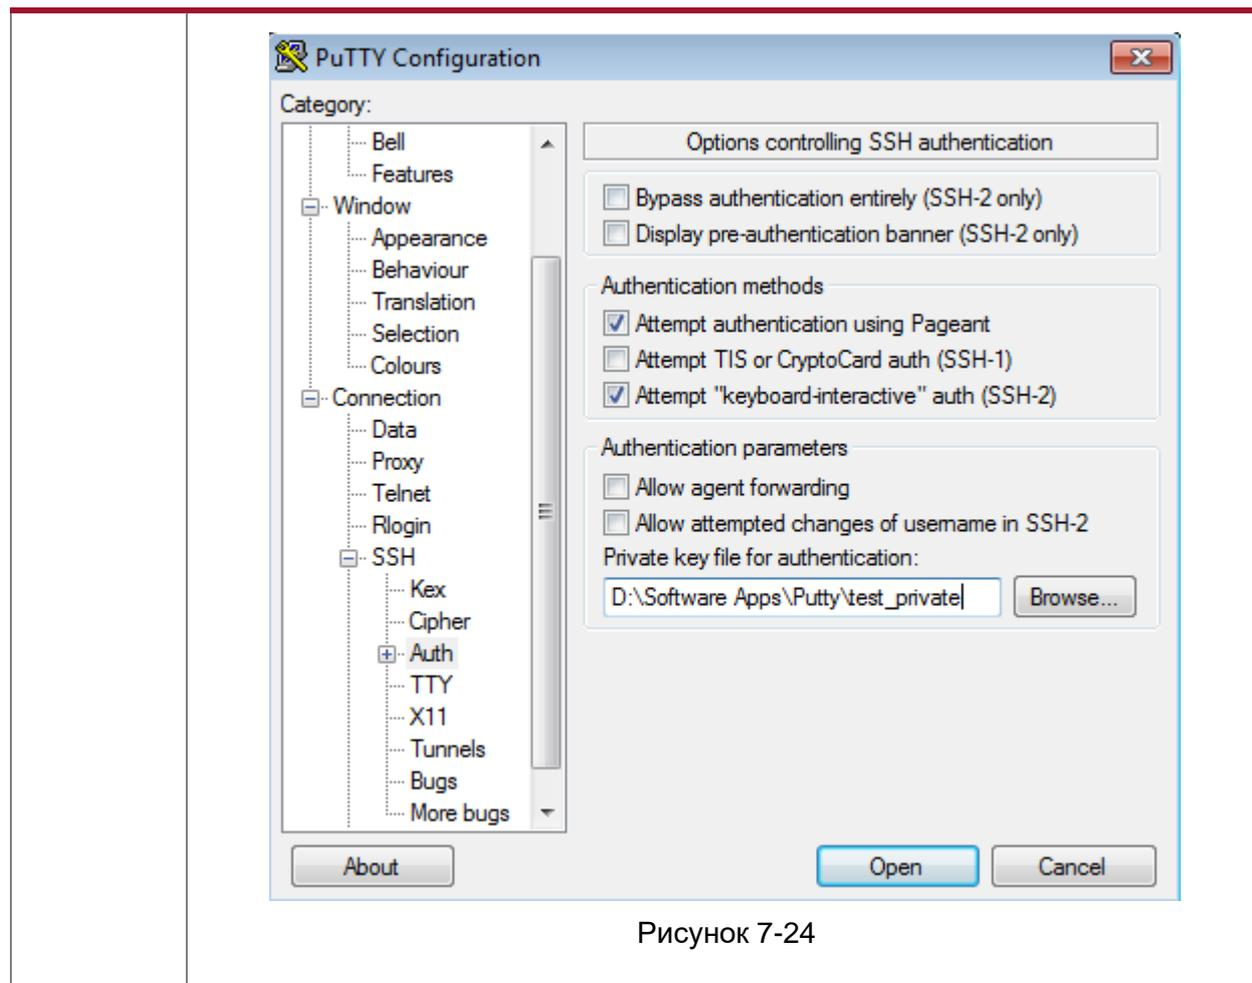 PuTTY Configuration
Category:
Bell
Features
Window
Appearance
Behaviour
Translation
Selection
Colours
Connection
Data
Proxy
Telnet
Rlogin
SSH
Kex
Cipher
Auth
TTY
X11
Tunnels
Bugs
More bugs
Options controlling SSH authentication
Bypass authentication entirely (SSH-2 only)
Display pre-authentication banner (SSH-2 only)
Authentication methods
Attempt authentication using Pageant
Attempt TIS or CryptoCard auth (SSH-1)
Attempt "keyboard-interactive" auth (SSH-2)
Authentication parameters
Allow agent forwarding
Allow attempted changes of username in SSH-2
Private key file for authentication:
D:\Software Apps\Putty\test_private
Browse...
About
Open
Cancel
Рисунок 7-24